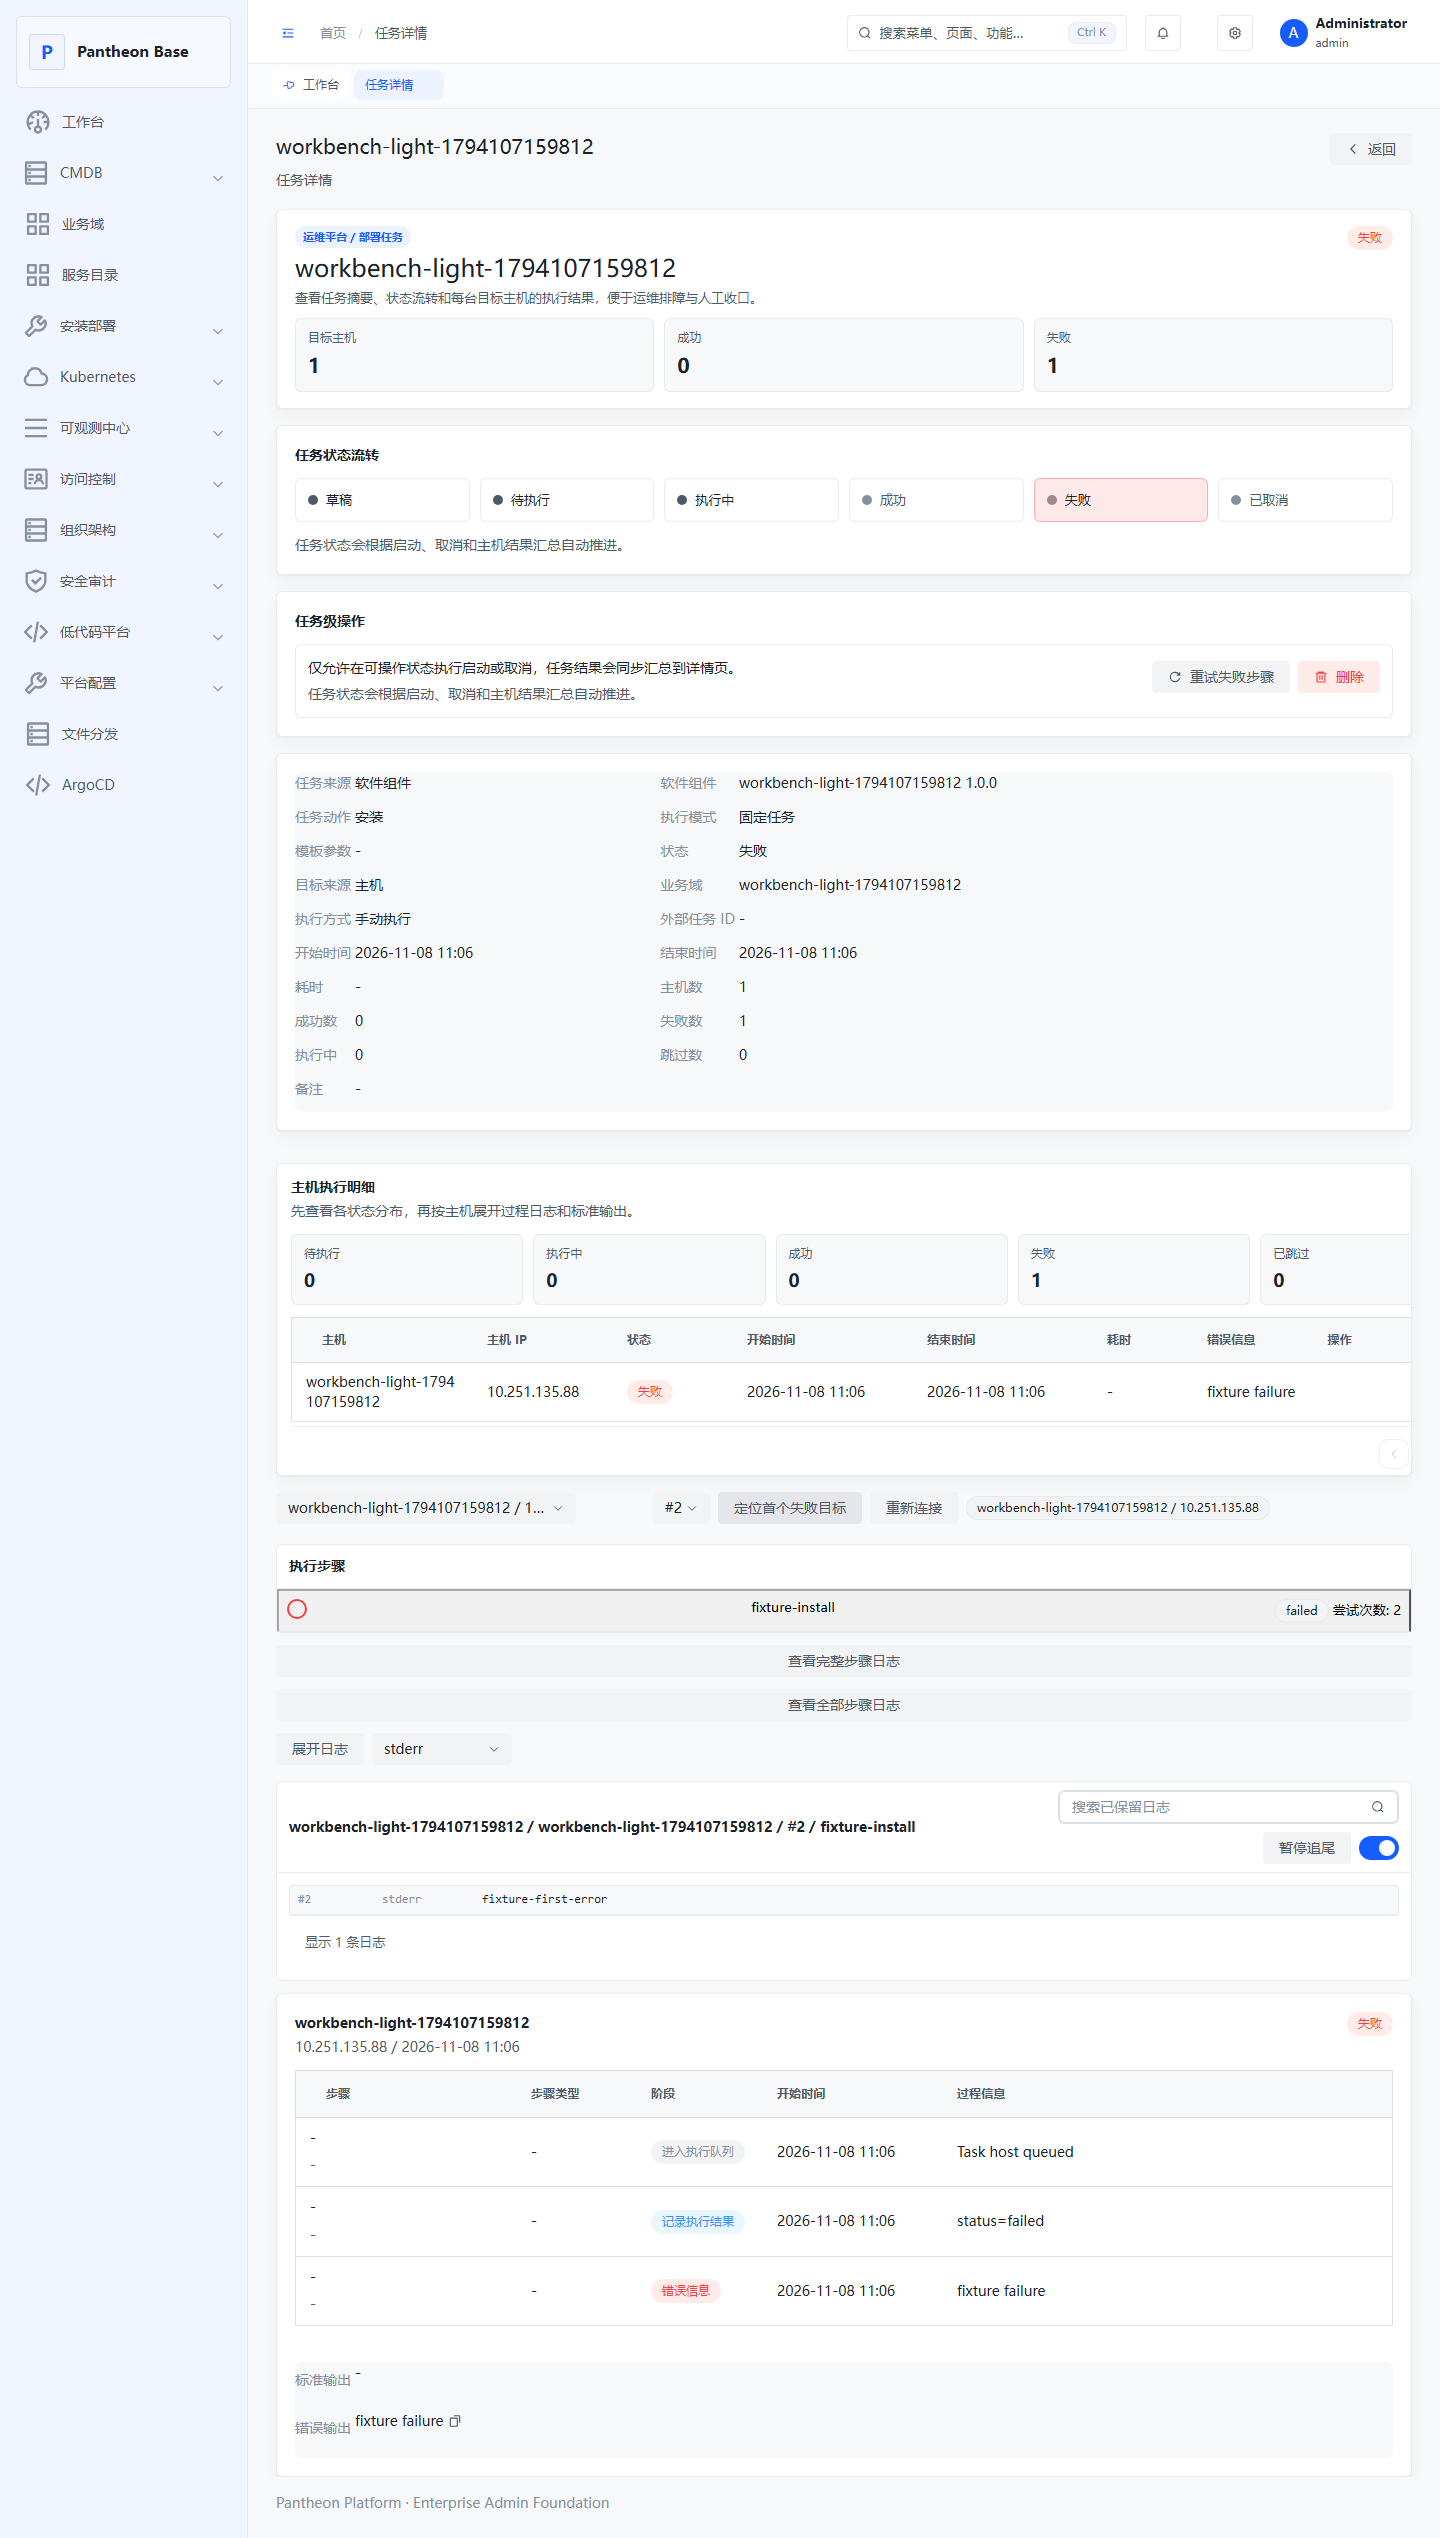 P Pantheon Base
工作台
CMDB
业务域
服务目录
安装部署
Kubernetes
可观测中心
访问控制
组织架构
安全审计
低代码平台
平台配置
文件分发
ArgoCD
首页 / 任务详情
搜索菜单、页面、功能... Ctrl K
A Administrator
admin
工作台 任务详情
workbench-light-1794107159812
任务详情
返回
运维平台 / 部署任务
失败
workbench-light-1794107159812
查看任务摘要、状态流转和每台目标主机的执行结果，便于运维排障与人工收口。
目标主机 成功 失败
1 0 1
任务状态流转
草稿 待执行 执行中 成功 失败 已取消
任务状态会根据启动、取消和主机结果汇总自动推进。
任务级操作
仅允许在可操作状态执行启动或取消，任务结果会同步汇总到详情页。
任务状态会根据启动、取消和主机结果汇总自动推进。
重试失败步骤 删除
任务来源 软件组件 软件组件 workbench-light-1794107159812 1.0.0
任务动作 安装 执行模式 固定任务
模板参数 - 状态 失败
目标来源 主机 业务域 workbench-light-1794107159812
执行方式 手动执行 外部任务 ID -
开始时间 2026-11-08 11:06 结束时间 2026-11-08 11:06
耗时 - 主机数 1
成功数 0 失败数 1
执行中 0 跳过数 0
备注 -
主机执行明细
先查看各状态分布，再按主机展开过程日志和标准输出。
待执行 执行中 成功 失败 已跳过
0 0 0 1 0
主机 主机 IP 状态 开始时间 结束时间 耗时 错误信息 操作
workbench-light-1794
107159812 10.251.135.88 失败 2026-11-08 11:06 2026-11-08 11:06 - fixture failure
workbench-light-1794107159812 / 1... #2 定位首个失败目标 重新连接 workbench-light-1794107159812 / 10.251.135.88
执行步骤
fixture-install failed 尝试次数: 2
查看完整步骤日志
查看全部步骤日志
展开日志 stderr
搜索已保留日志
workbench-light-1794107159812 / workbench-light-1794107159812 / #2 / fixture-install
暂停追尾
#2 stderr fixture-first-error
显示 1 条日志
workbench-light-1794107159812 失败
10.251.135.88 / 2026-11-08 11:06
步骤 步骤类型 阶段 开始时间 过程信息
-
- - 进入执行队列 2026-11-08 11:06 Task host queued
-
- - 记录执行结果 2026-11-08 11:06 status=failed
-
- - 错误信息 2026-11-08 11:06 fixture failure
标准输出 -
错误输出 fixture failure
Pantheon Platform · Enterprise Admin Foundation